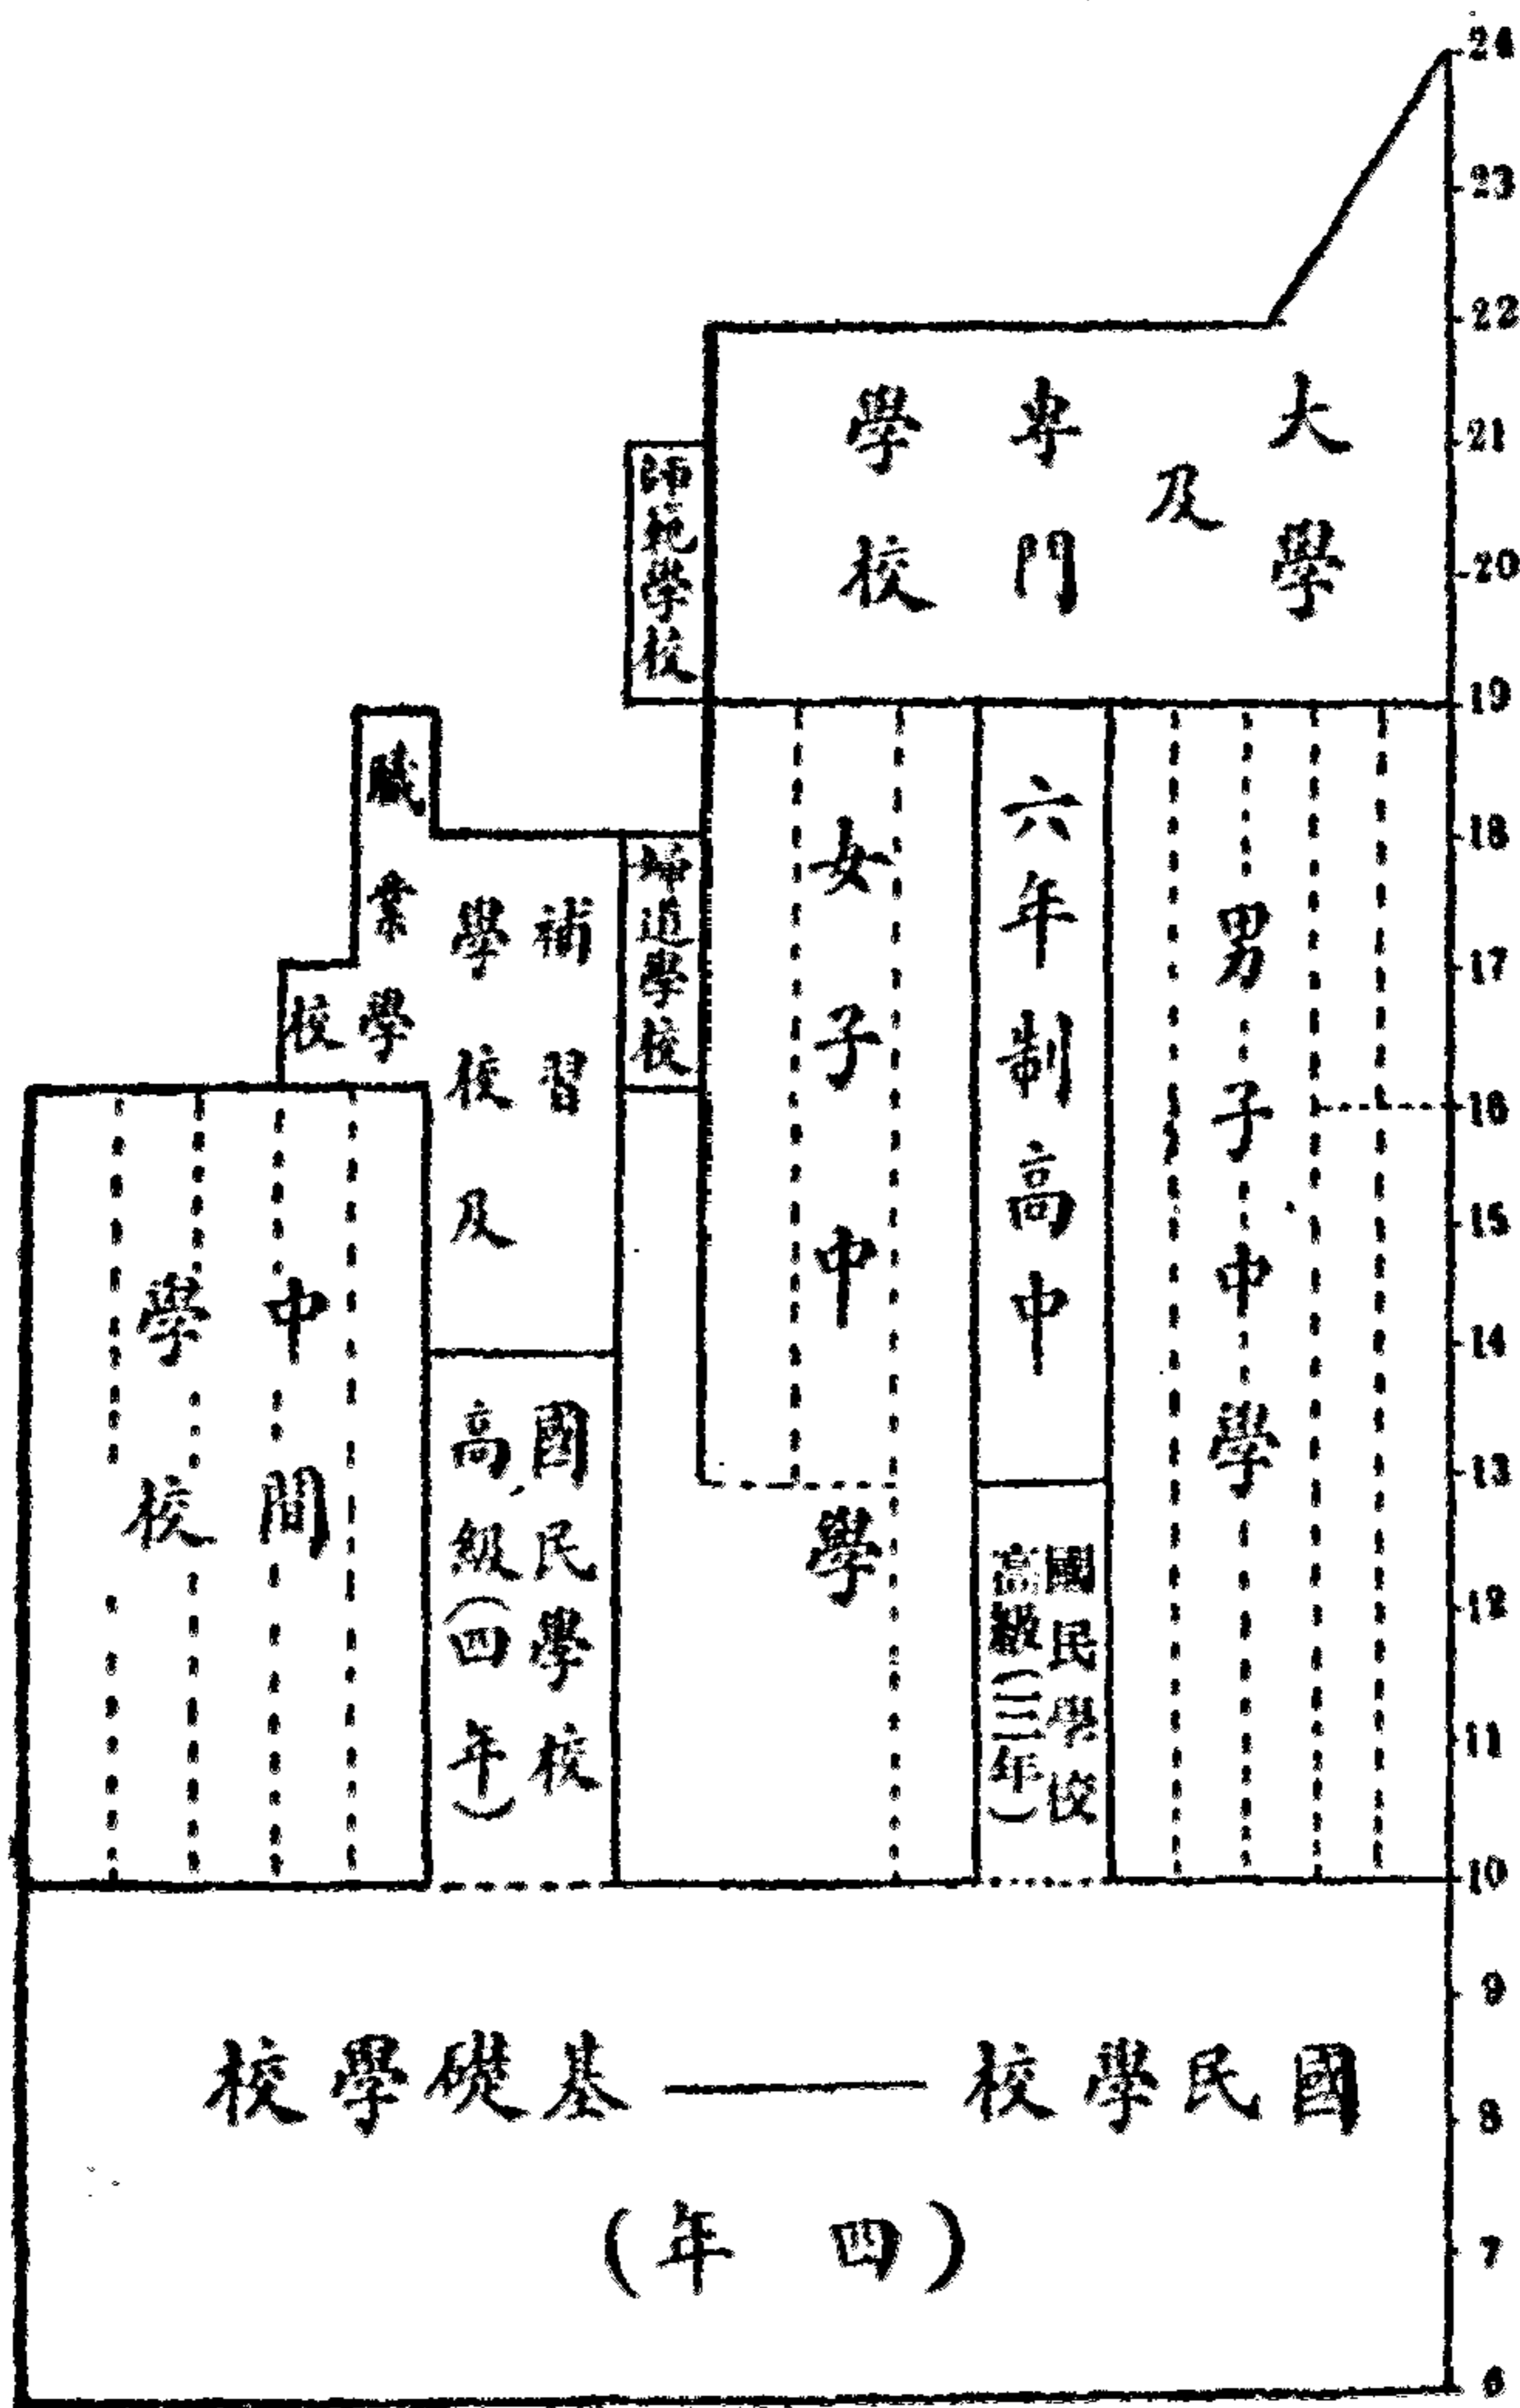 24
23
22
21
20
19
18
17
16
15
14
13
12
11
10
9
8
7
6
大學
及
專門
學校
師範學校
男子中學
六年制高中
國民學校
高級(三年)
女子中學
婦道學校
補習
學校及
職業學
校
國民學校
高級(四年)
中間
學校
國民學校——基礎學校
(四年)